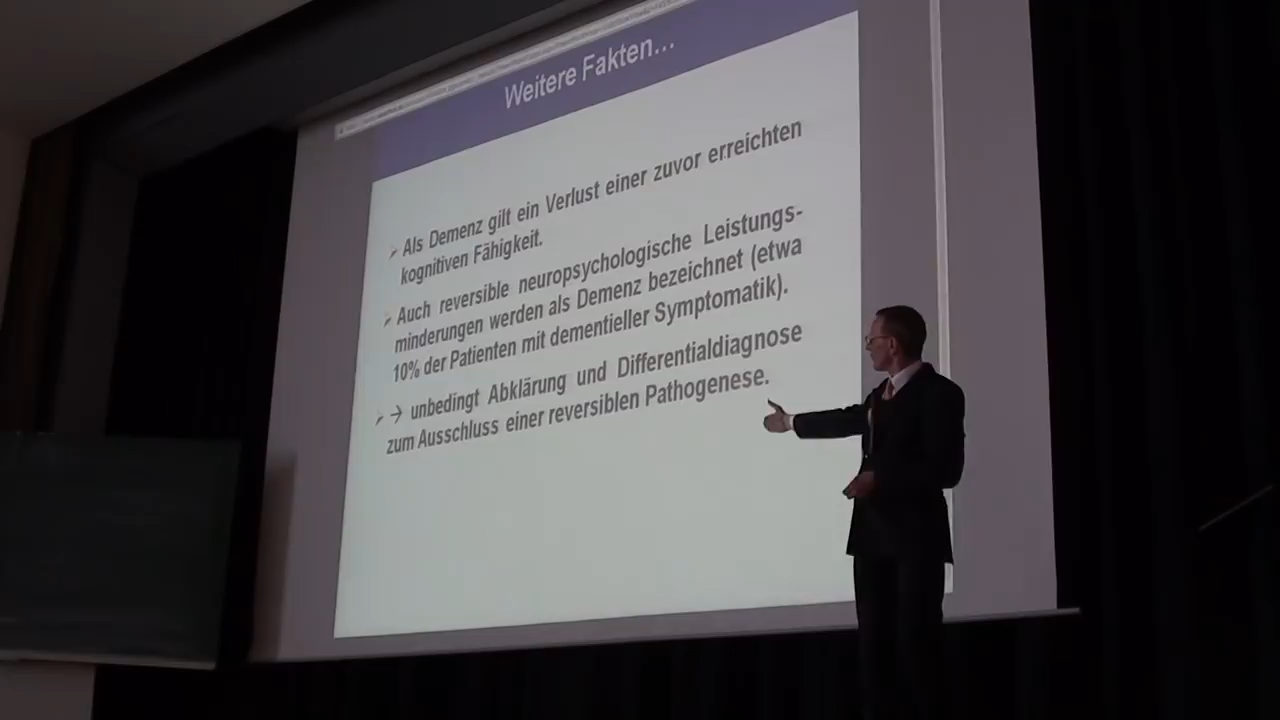 Weitere Fakten...
➢ Als Demenz gilt ein Verlust einer zuvor erreichten
kognitiven Fähigkeit.
➢ Auch reversible neuropsychologische Leistungs-
minderungen werden als Demenz bezeichnet (etwa
10% der Patienten mit dementieller Symptomatik).
➢ → unbedingt Abklärung und Differentialdiagnose
zum Ausschluss einer reversiblen Pathogenese.